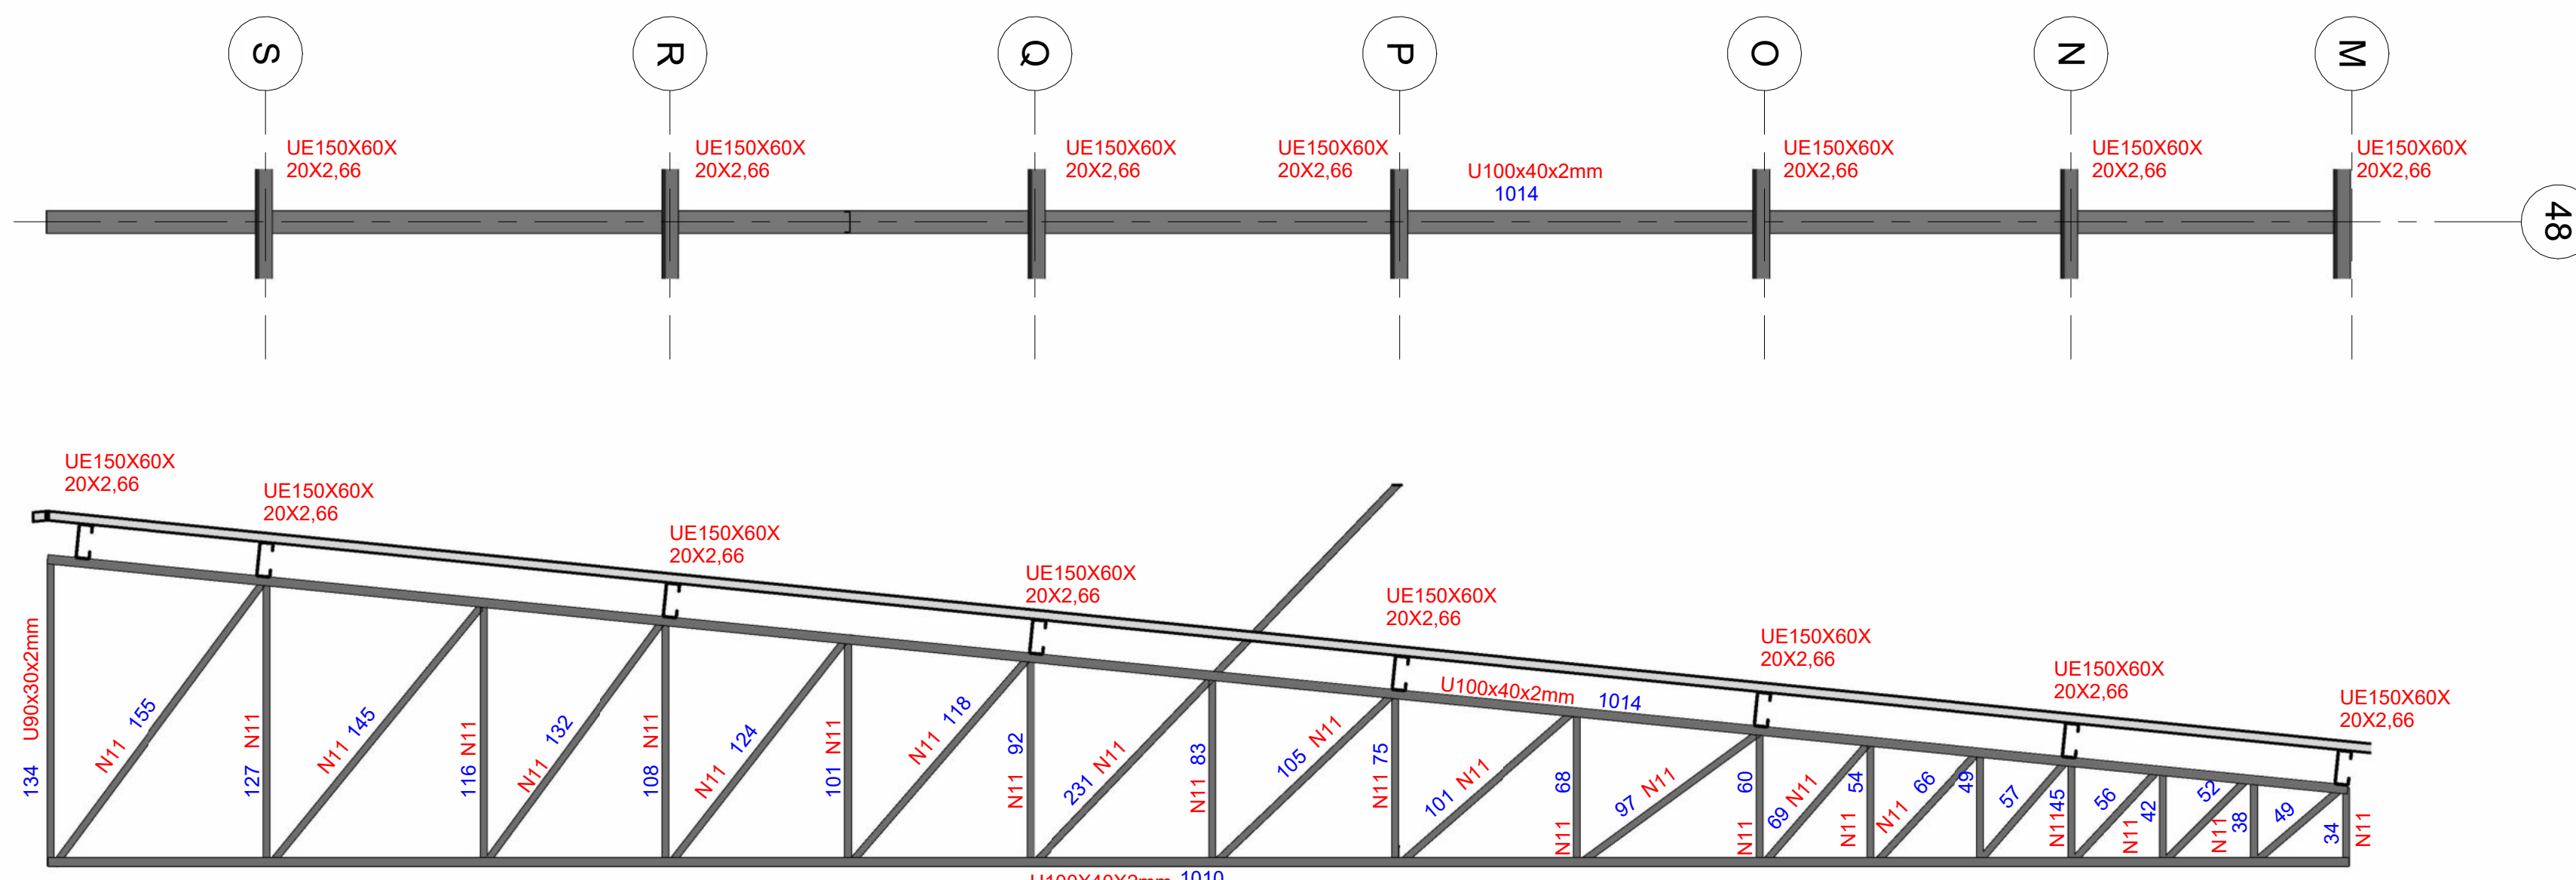 S
R
Q
P
O
N
M
UE150X60X
20X2,66
UE150X60X
20X2,66
UE150X60X
20X2,66
UE150X60X
20X2,66
U100x40x2mm
1014
UE150X60X
20X2,66
UE150X60X
20X2,66
UE150X60X
20X2,66
48
UE150X60X
20X2,66
UE150X60X
20X2,66
UE150X60X
20X2,66
UE150X60X
20X2,66
UE150X60X
20X2,66
UE150X60X
20X2,66
UE150X60X
20X2,66
UE150X60X
20X2,66
U100x40x2mm 1014
134 U90x30x2mm
N11 155
127 N11
N11 145
116 N11
N11 132
108 N11
N11 124
101 N11
N11 118
N11 92
231 N11
N11 83
105 N11
N11 75
101 N11
N11 68
97 N11
N11 60
69 N11
N11 54
N11 66
49
57
N11 45
56
N11 42
52
N11 38
49
34
N11
U100X40X2mm 1010